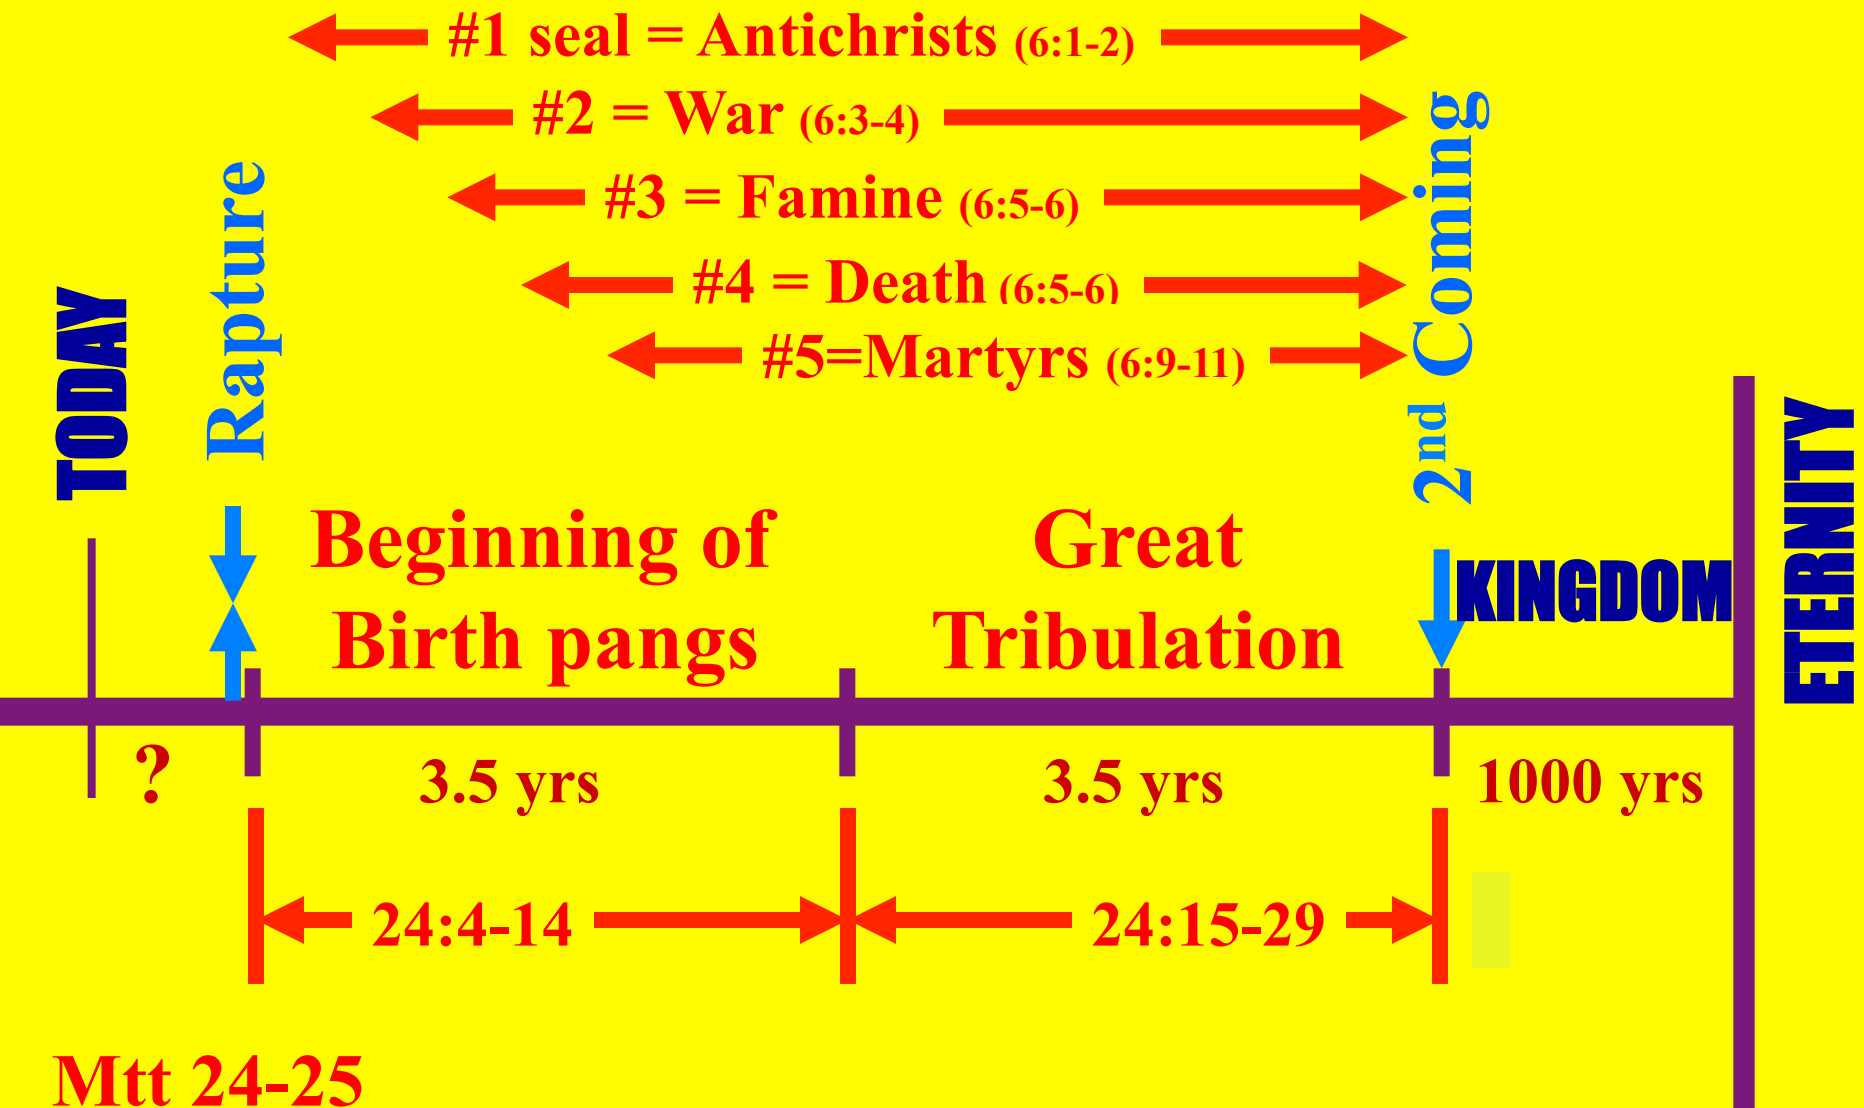 #1 seal = Antichrists (6:1-2)
#2 = War (6:3-4)
#3 = Famine (6:5-6)
#4 = Death (6:5-6)
#5=Martyrs (6:9-11)
TODAY
Rapture
2nd Coming
ETERNITY
Beginning of
Birth pangs
Great
Tribulation
KINGDOM
?
3.5 yrs
3.5 yrs
1000 yrs
24:4-14
24:15-29
Mtt 24-25